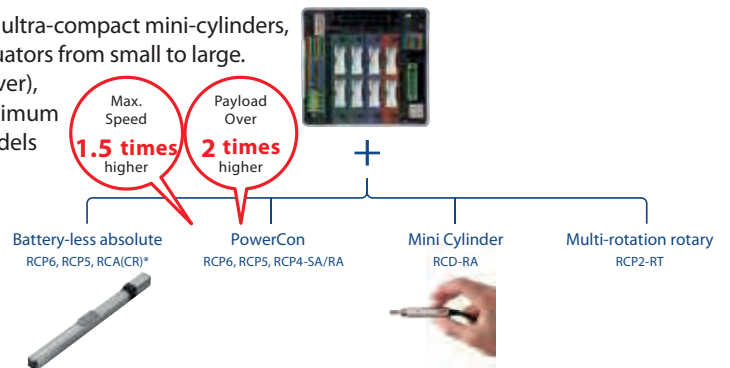 ultra-compact mini-cylinders,
uators from small to large.
er),
imum
dels
Max.
Speed
1.5 times
higher
Payload
Over
2 times
higher
+
Battery-less absolute
RCP6, RCP5, RCA(CR)*
PowerCon
RCP6, RCP5, RCP4-SA/RA
Mini Cylinder
RCD-RA
Multi-rotation rotary
RCP2-RT